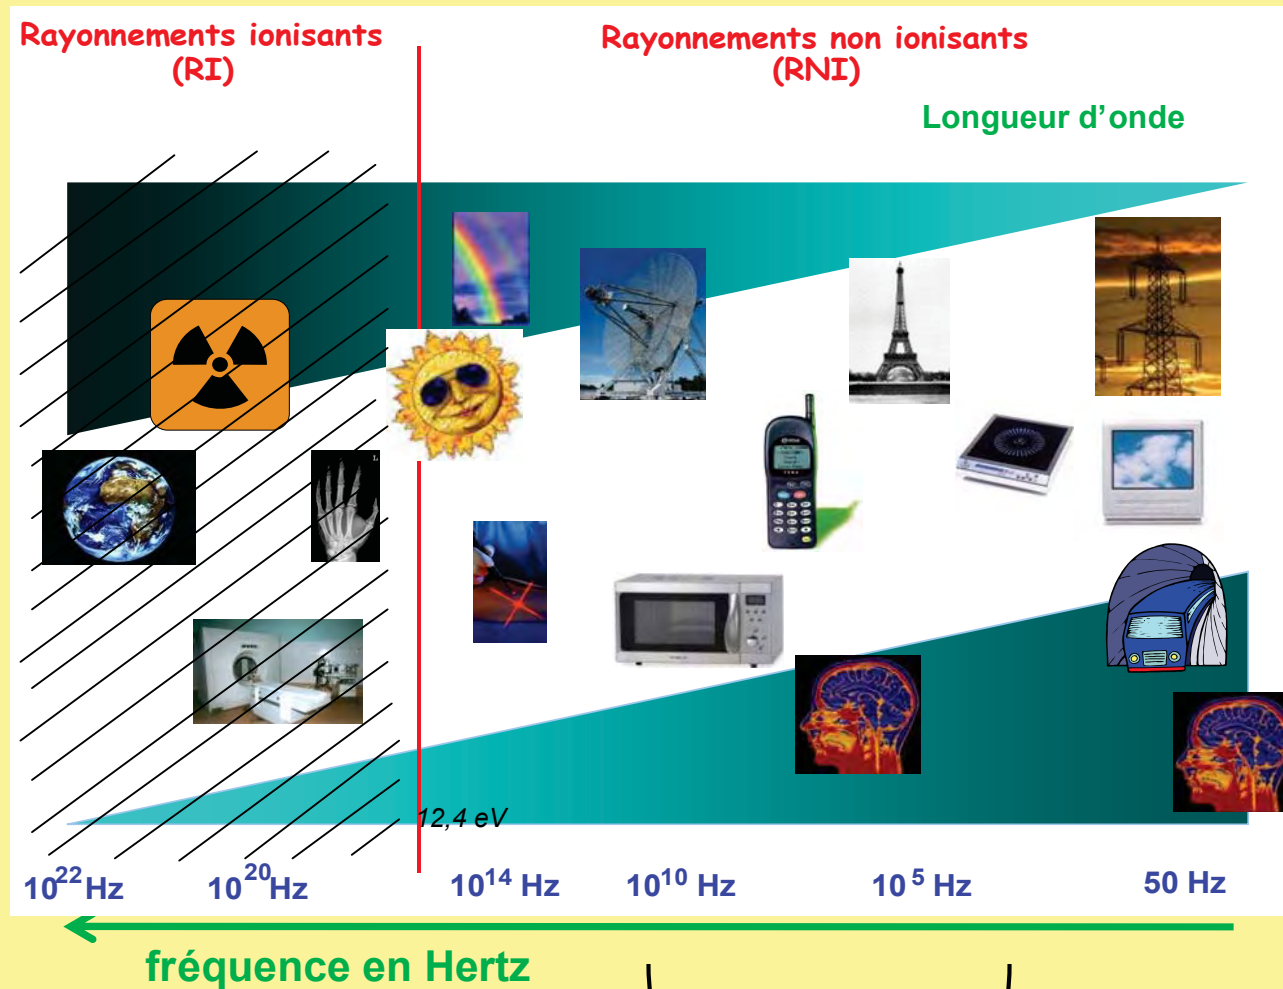 Rayonnements ionisants
(RI)
Rayonnements non ionisants
(RNI)
Longueur d'onde
L
12,4 eV
10²² Hz
10²⁰ Hz
10¹⁴ Hz
10¹⁰ Hz
10⁵ Hz
50 Hz
fréquence en Hertz